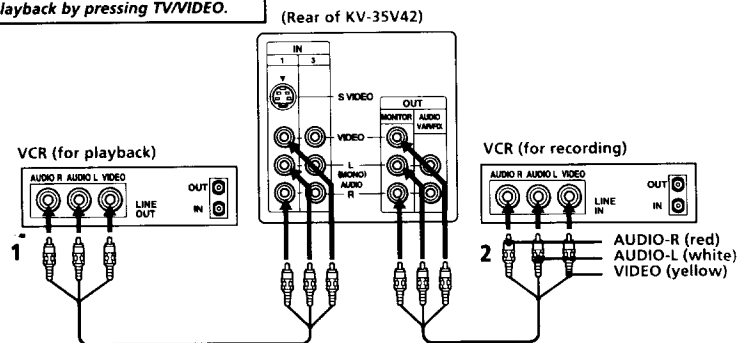 layback by pressing TV/VIDEO.
(Rear of KV-35V42)
IN
1 3
S VIDEO
OUT
MONITOR AUDIO VAR/FIX
VIDEO
L
(MONO)
AUDIO
R
VCR (for playback)
AUDIO R AUDIO L VIDEO
LINE OUT
OUT
IN
1
VCR (for recording)
AUDIO R AUDIO L VIDEO
LINE IN
OUT
IN
2
AUDIO-R (red)
AUDIO-L (white)
VIDEO (yellow)